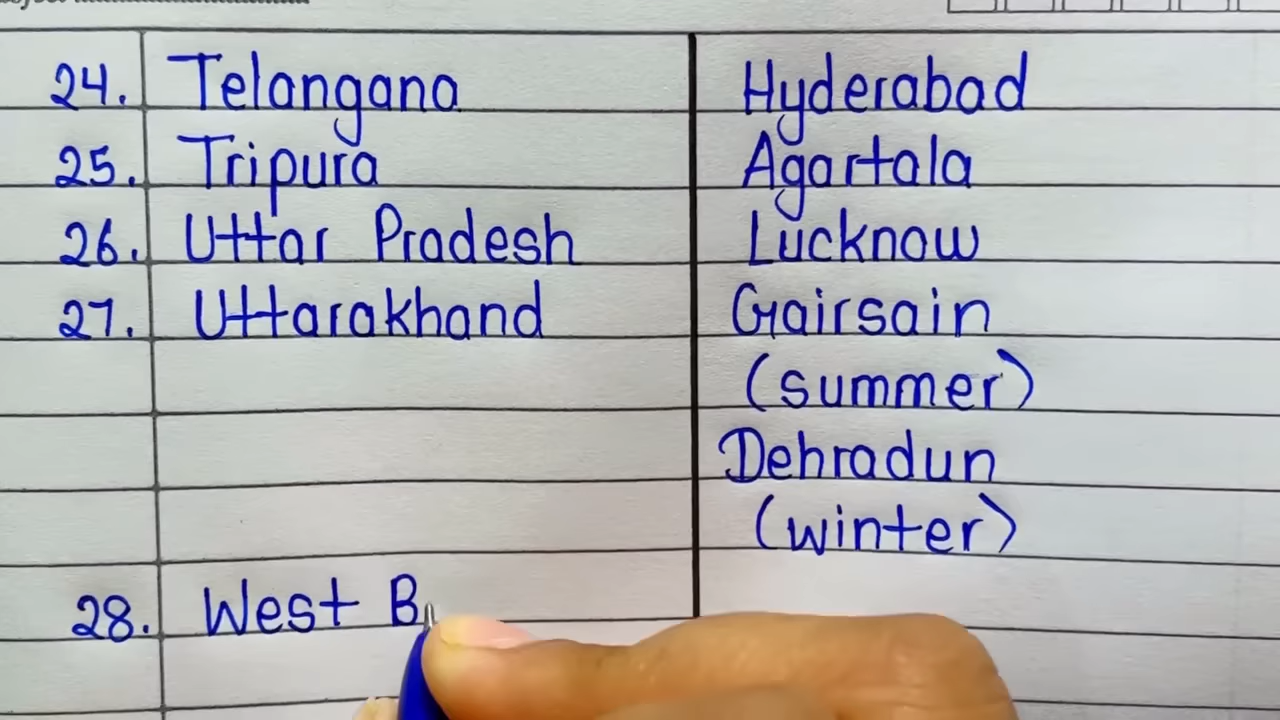 24. Telangana Hyderabad
25. Tripura Agartala
26. Uttar Pradesh Lucknow
27. Uttarakhand Gairsain
(summer)
Dehradun
(winter)
28. West B